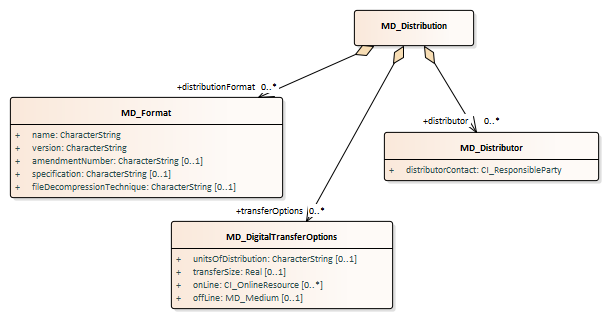 MD_Distribution
+distributionFormat 0..*
MD_Format
+ name: CharacterString
+ version: CharacterString
+ amendmentNumber: CharacterString [0..1]
+ specification: CharacterString [0..1]
+ fileDecompressionTechnique: CharacterString [0..1]
+distributor 0..*
MD_Distributor
+ distributorContact: CI_ResponsibleParty
+transferOptions 0..*
MD_DigitalTransferOptions
+ unitsOfDistribution: CharacterString [0..1]
+ transferSize: Real [0..1]
+ onLine: CI_OnlineResource [0..*]
+ offLine: MD_Medium [0..1]